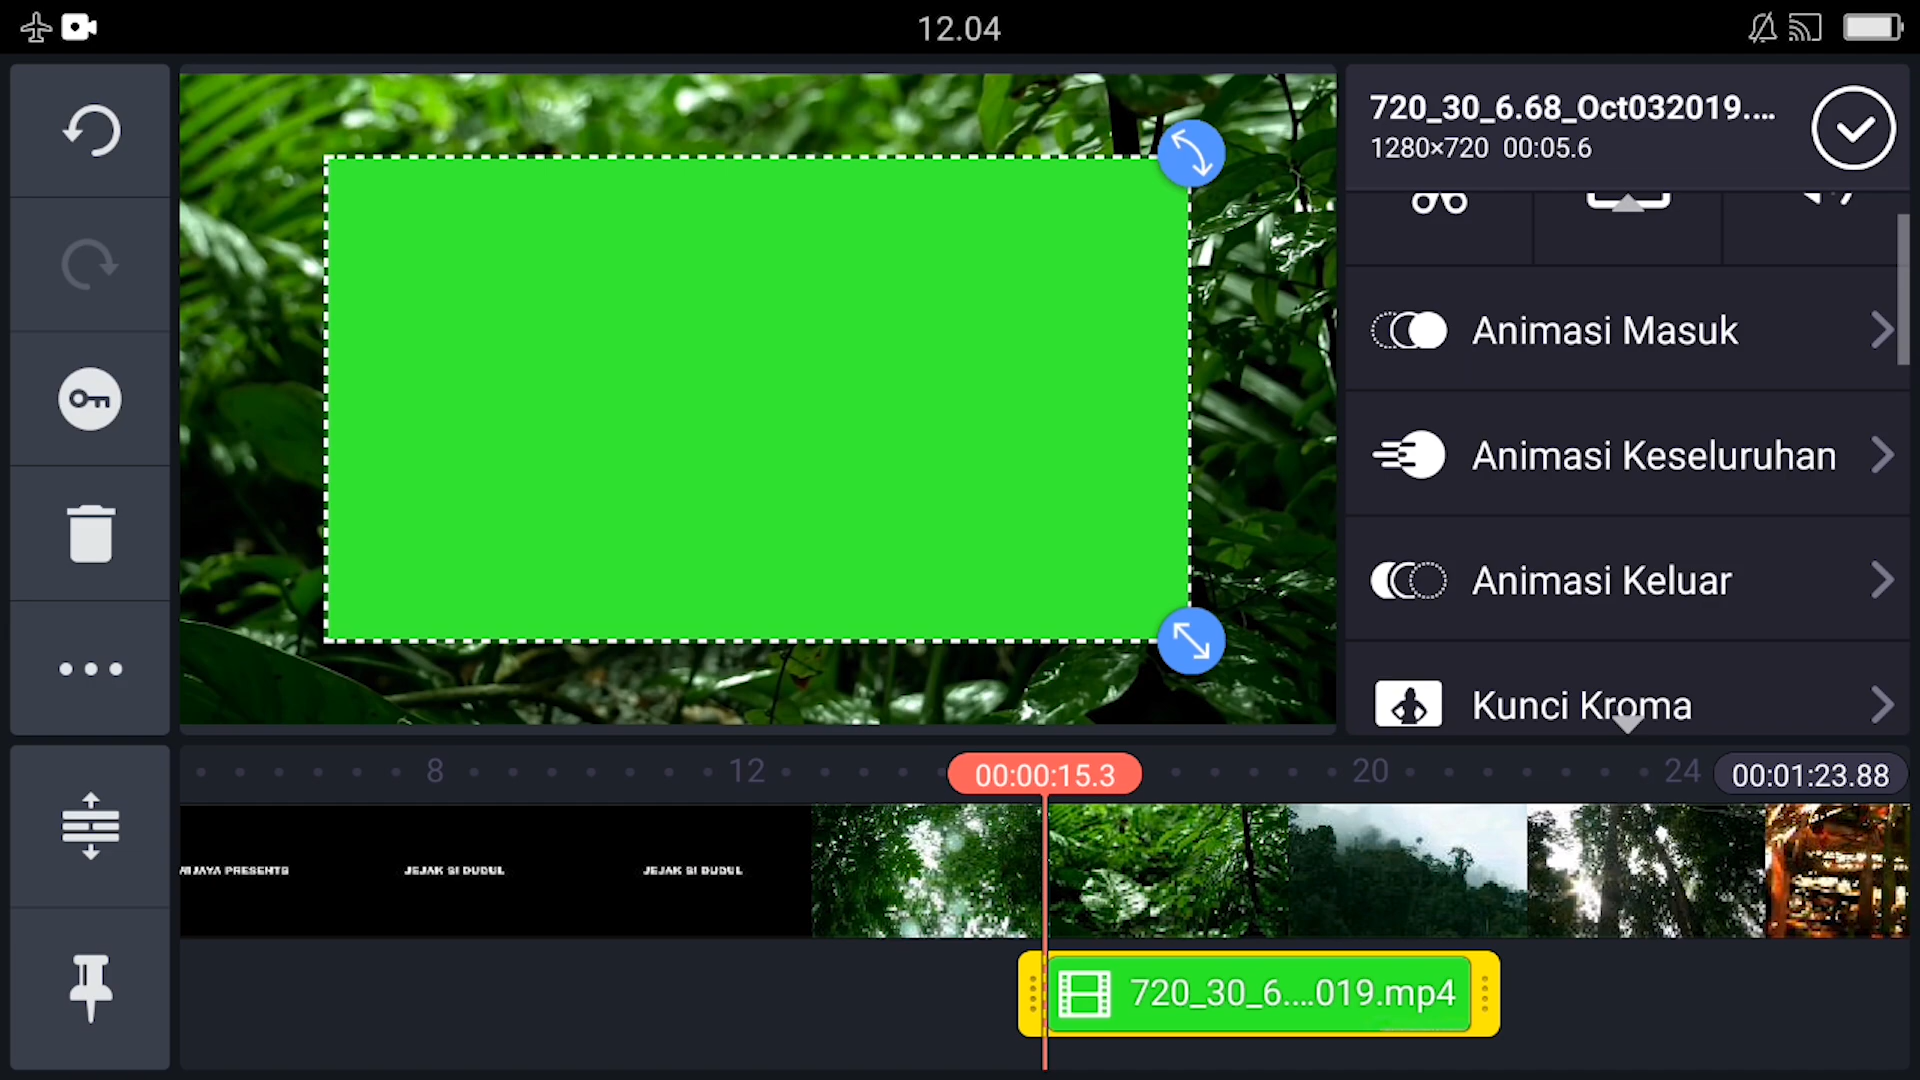 12.04
720_30_6.68_Oct032019....
1280×720 00:05.6
Animasi Masuk
Animasi Keseluruhan
Animasi Keluar
Kunci Kroma
8
12
00:00:15.3
20
24
00:01:23.88
JAYA PRESENTS
JEJAK SI DUDUL
JEJAK SI DUDUL
720_30_6....019.mp4